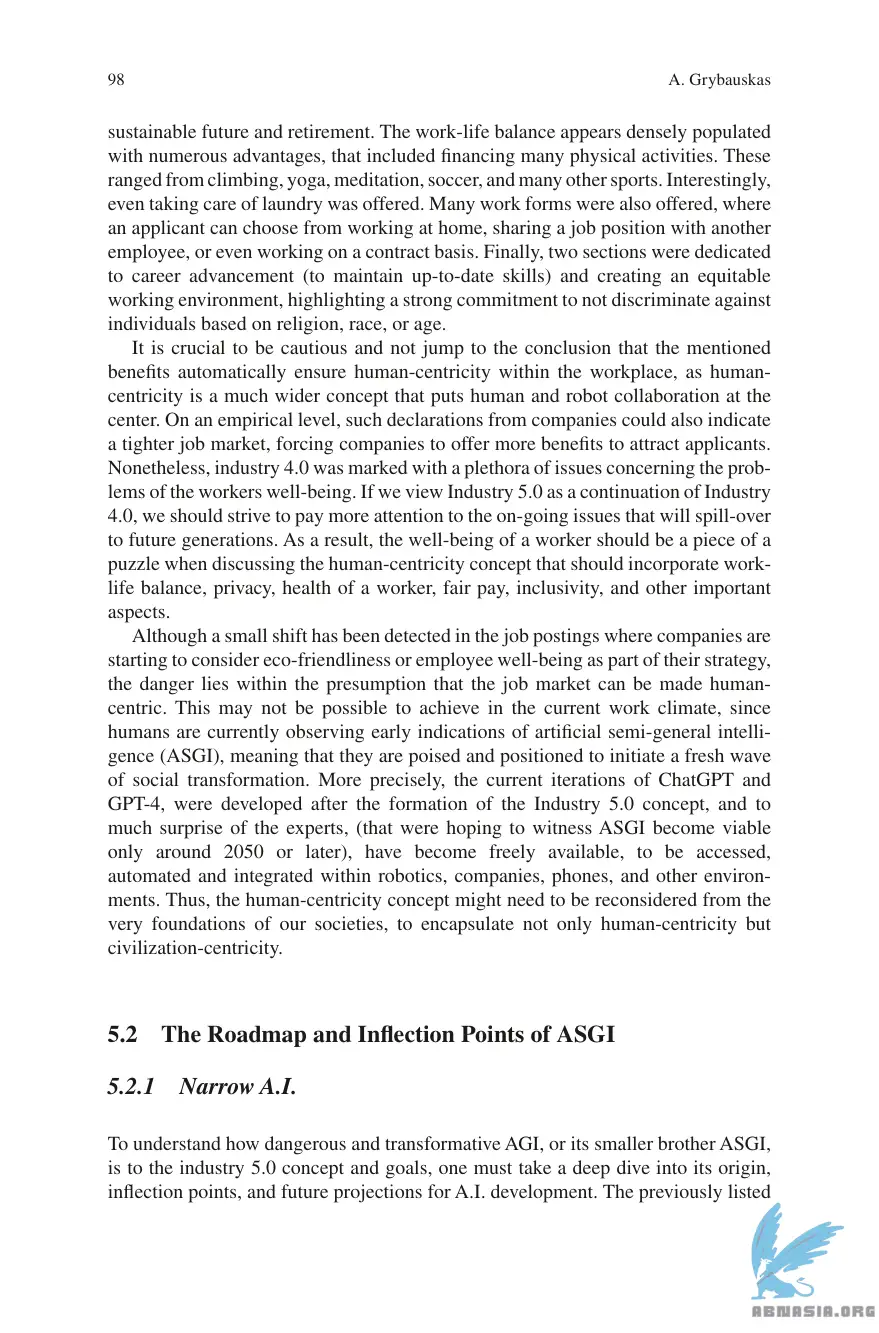 98
A. Grybauskas
sustainable future and retirement. The work-life balance appears densely populated
with numerous advantages, that included financing many physical activities. These
ranged from climbing, yoga, meditation, soccer, and many other sports. Interestingly,
even taking care of laundry was offered. Many work forms were also offered, where
an applicant can choose from working at home, sharing a job position with another
employee, or even working on a contract basis. Finally, two sections were dedicated
to career advancement (to maintain up-to-date skills) and creating an equitable
working environment, highlighting a strong commitment to not discriminate against
individuals based on religion, race, or age.
It is crucial to be cautious and not jump to the conclusion that the mentioned
benefits automatically ensure human-centricity within the workplace, as human-
centricity is a much wider concept that puts human and robot collaboration at the
center. On an empirical level, such declarations from companies could also indicate
a tighter job market, forcing companies to offer more benefits to attract applicants.
Nonetheless, industry 4.0 was marked with a plethora of issues concerning the prob-
lems of the workers well-being. If we view Industry 5.0 as a continuation of Industry
4.0, we should strive to pay more attention to the on-going issues that will spill-over
to future generations. As a result, the well-being of a worker should be a piece of a
puzzle when discussing the human-centricity concept that should incorporate work-
life balance, privacy, health of a worker, fair pay, inclusivity, and other important
aspects.
Although a small shift has been detected in the job postings where companies are
starting to consider eco-friendliness or employee well-being as part of their strategy,
the danger lies within the presumption that the job market can be made human-
centric. This may not be possible to achieve in the current work climate, since
humans are currently observing early indications of artificial semi-general intelli-
gence (ASGI), meaning that they are poised and positioned to initiate a fresh wave
of social transformation. More precisely, the current iterations of ChatGPT and
GPT-4, were developed after the formation of the Industry 5.0 concept, and to
much surprise of the experts, (that were hoping to witness ASGI become viable
only around 2050 or later), have become freely available, to be accessed,
automated and integrated within robotics, companies, phones, and other environ-
ments. Thus, the human-centricity concept might need to be reconsidered from the
very foundations of our societies, to encapsulate not only human-centricity but
civilization-centricity.
5.2 The Roadmap and Inflection Points of ASGI
5.2.1 Narrow A.I.
To understand how dangerous and transformative AGI, or its smaller brother ASGI,
is to the industry 5.0 concept and goals, one must take a deep dive into its origin,
inflection points, and future projections for A.I. development. The previously listed
ABNASIA.ORG